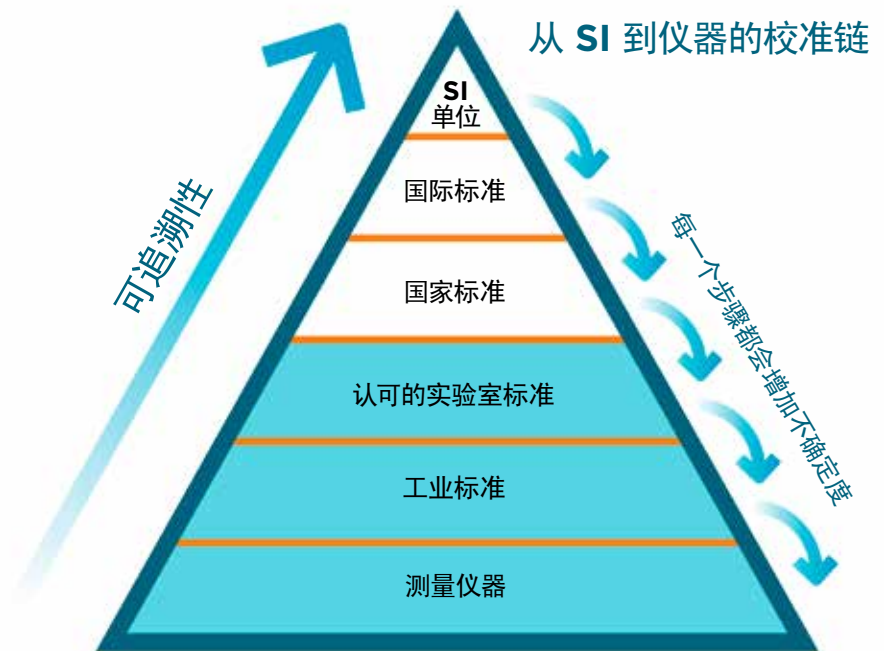 从 SI 到仪器的校准链
SI
单位
国际标准
国家标准
认可的实验室标准
工业标准
测量仪器
可追溯性
每一个步骤都会增加不确定度